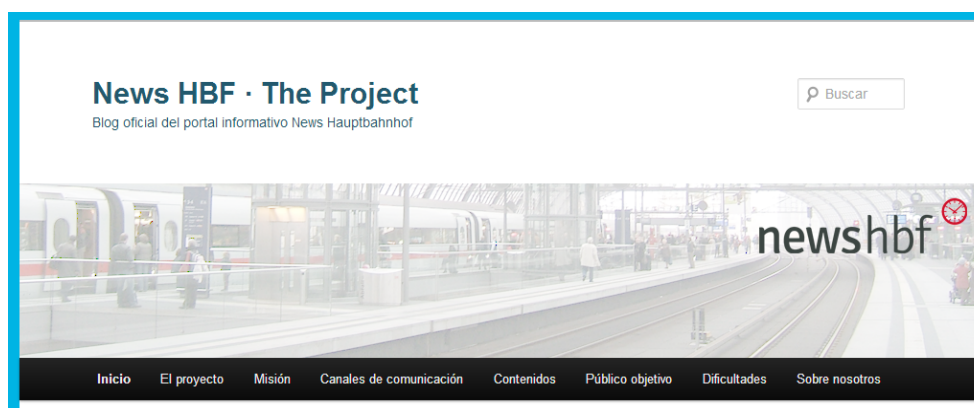 News HBF · The Project
Blog oficial del portal informativo News Hauptbahnhof
Buscar
newshbf
Inicio El proyecto Misión Canales de comunicación Contenidos Público objetivo Dificultades Sobre nosotros